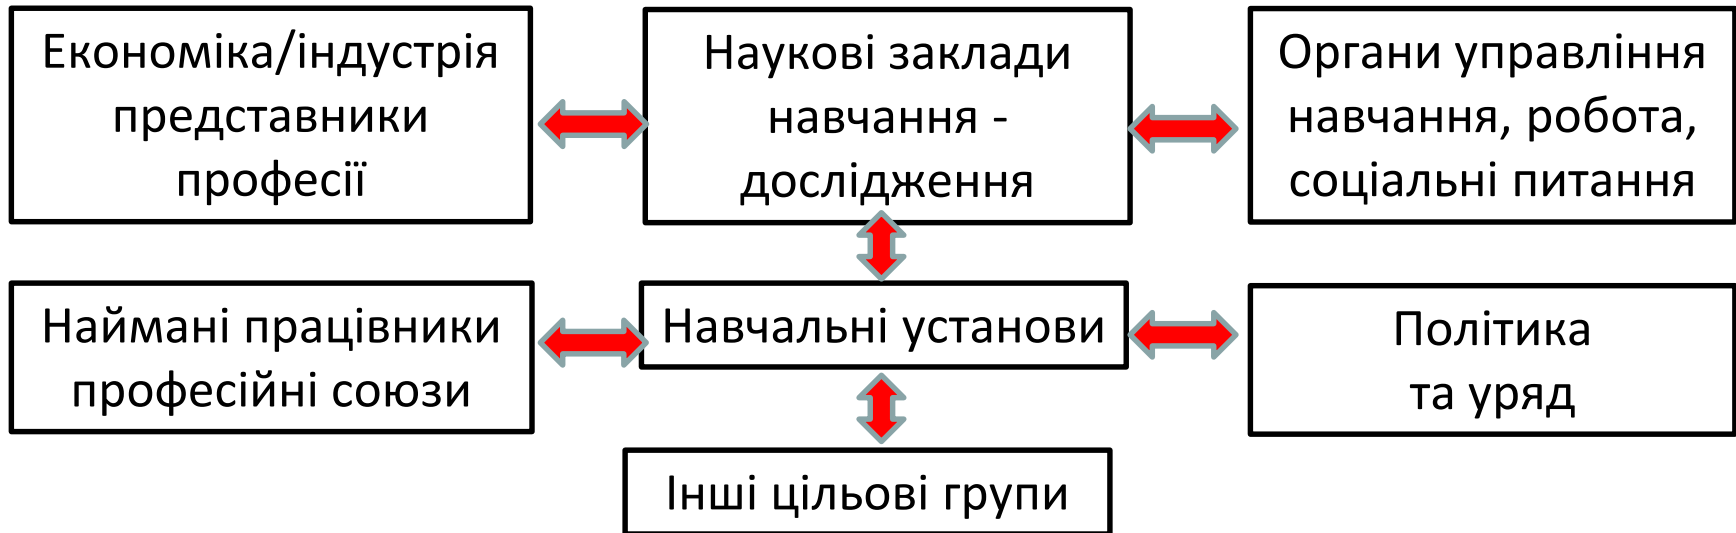 Економіка/індустрія
представники
професії
Наукові заклади
навчання -
дослідження
Органи управління
навчання, робота,
соціальні питання
Наймані працівники
професійні союзи
Навчальні установи
Політика
та уряд
Інші цільові групи